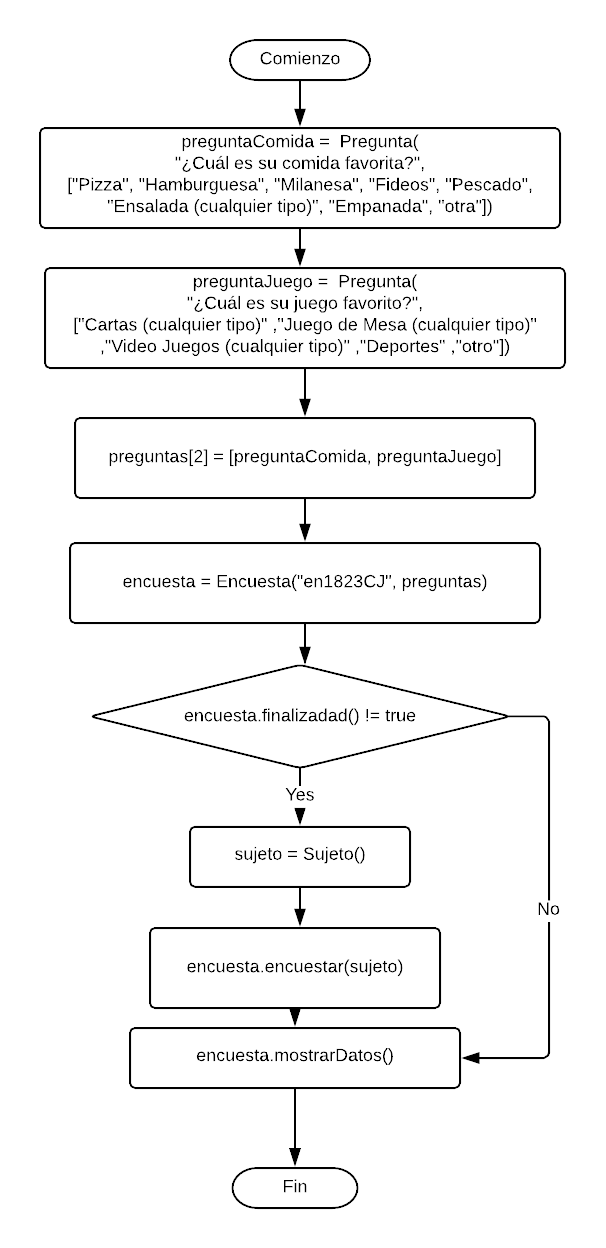 Comienzo
preguntaComida =  Pregunta(
"¿Cuál es su comida favorita?",
["Pizza", "Hamburguesa", "Milanesa", "Fideos", "Pescado",
"Ensalada (cualquier tipo)", "Empanada", "otra"])
preguntaJuego =  Pregunta(
"¿Cuál es su juego favorito?",
["Cartas (cualquier tipo)" ,"Juego de Mesa (cualquier tipo)"
,"Video Juegos (cualquier tipo)" ,"Deportes" ,"otro"])
preguntas[2] = [preguntaComida, preguntaJuego]
encuesta = Encuesta("en1823CJ", preguntas)
encuesta.finalizadad() != true
Yes
sujeto = Sujeto()
No
encuesta.encuestar(sujeto)
encuesta.mostrarDatos()
Fin